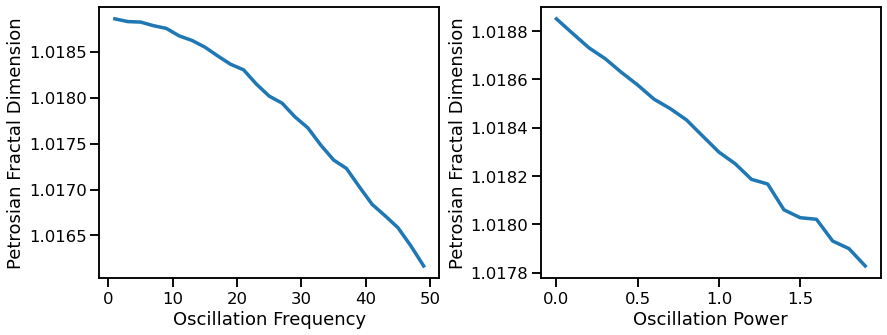 Petrosian Fractal Dimension
1.0185
1.0180
1.0175
1.0170
1.0165
0 10 20 30 40 50
Oscillation Frequency
Petrosian Fractal Dimension
1.0188
1.0186
1.0184
1.0182
1.0180
1.0178
0.0 0.5 1.0 1.5
Oscillation Power